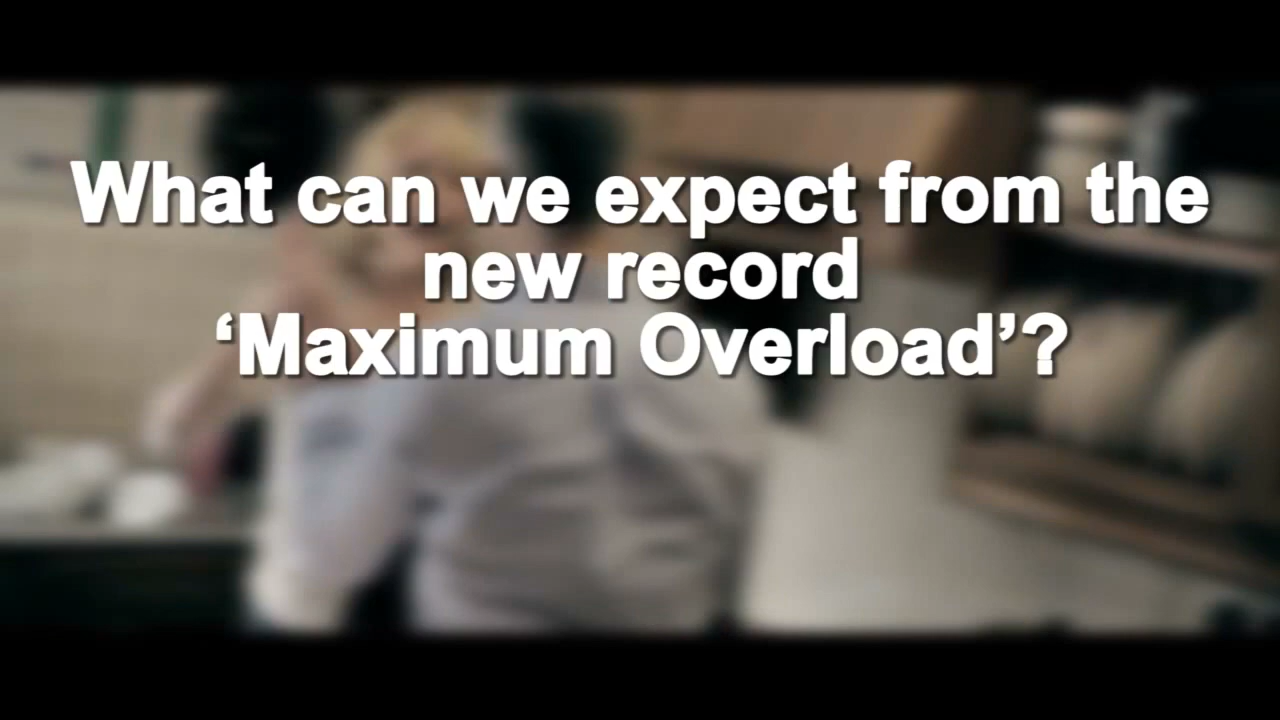 What can we expect from the
new record
‘Maximum Overload’?